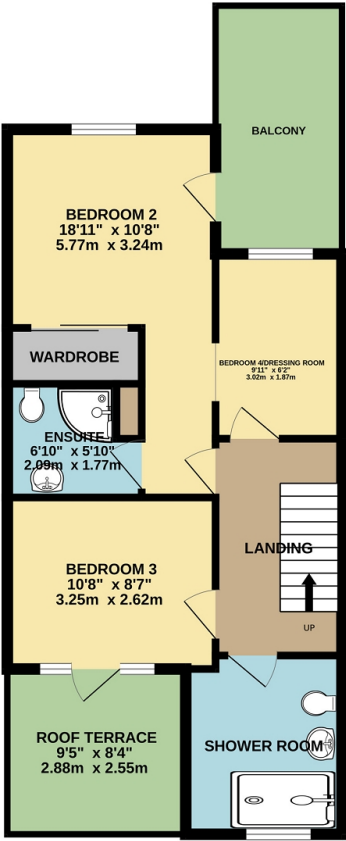 BALCONY
BEDROOM 2
18'11" x 10'8"
5.77m x 3.24m
WARDROBE
BEDROOM 4/DRESSING ROOM
9'11" x 6'2"
3.02m x 1.87m
ENSUITE
6'10" x 5'10"
2.09m x 1.77m
LANDING
BEDROOM 3
10'8" x 8'7"
3.25m x 2.62m
UP
ROOF TERRACE
9'5" x 8'4"
2.88m x 2.55m
SHOWER ROOM